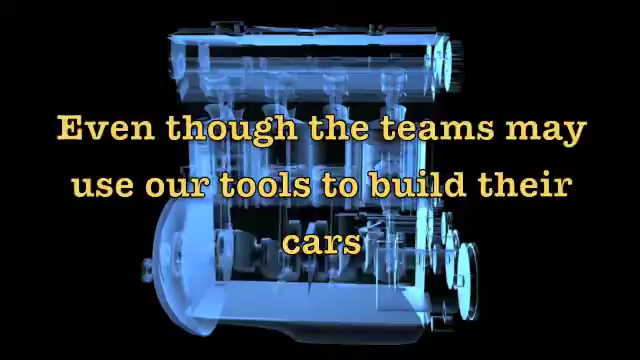 Even though the teams may
use our tools to build their
cars